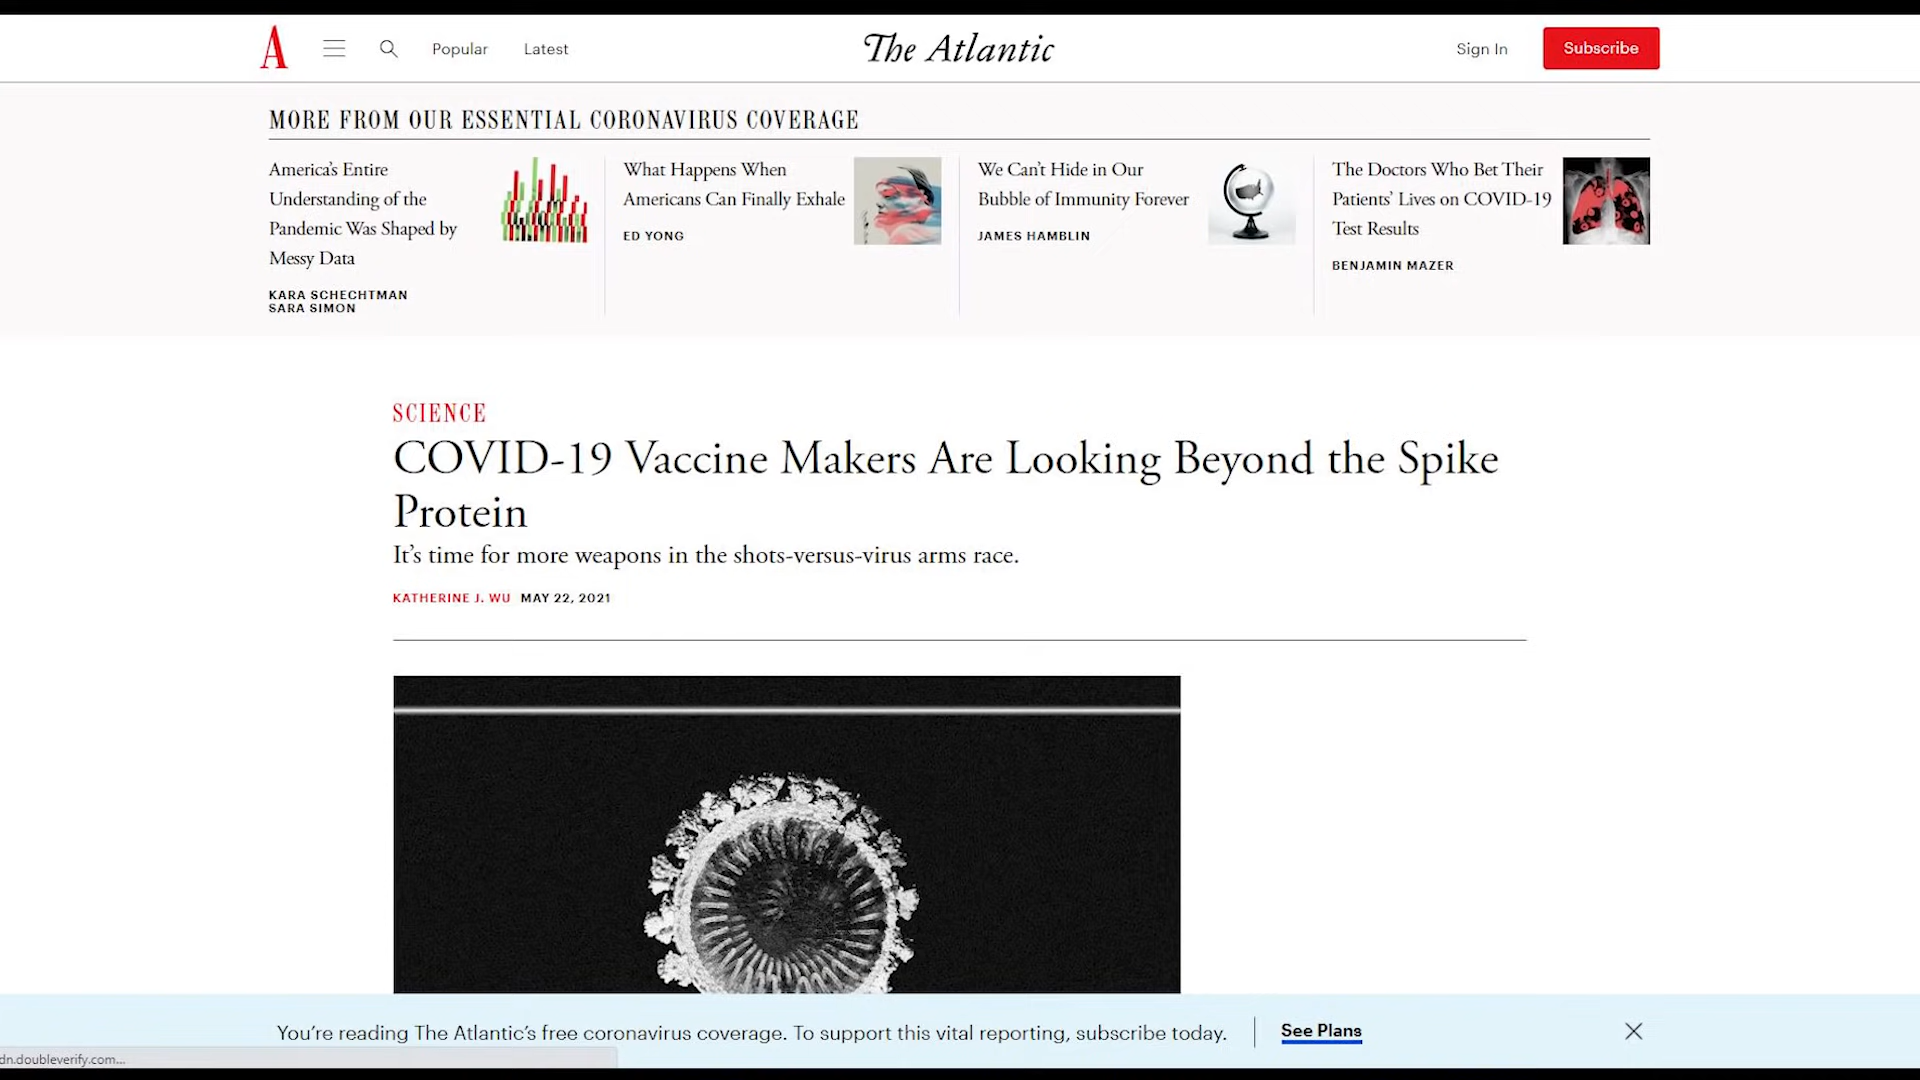 A
Popular
Latest
The Atlantic
Sign In
Subscribe
MORE FROM OUR ESSENTIAL CORONAVIRUS COVERAGE
America’s Entire
Understanding of the
Pandemic Was Shaped by
Messy Data
KARA SCHECHTMAN
SARA SIMON
What Happens When
Americans Can Finally Exhale
ED YONG
We Can’t Hide in Our
Bubble of Immunity Forever
JAMES HAMBLIN
The Doctors Who Bet Their
Patients’ Lives on COVID-19
Test Results
BENJAMIN MAZER
SCIENCE
COVID-19 Vaccine Makers Are Looking Beyond the Spike
Protein
It’s time for more weapons in the shots-versus-virus arms race.
KATHERINE J. WU MAY 22, 2021
You’re reading The Atlantic’s free coronavirus coverage. To support this vital reporting, subscribe today.
See Plans
dn.doubleverify.com...